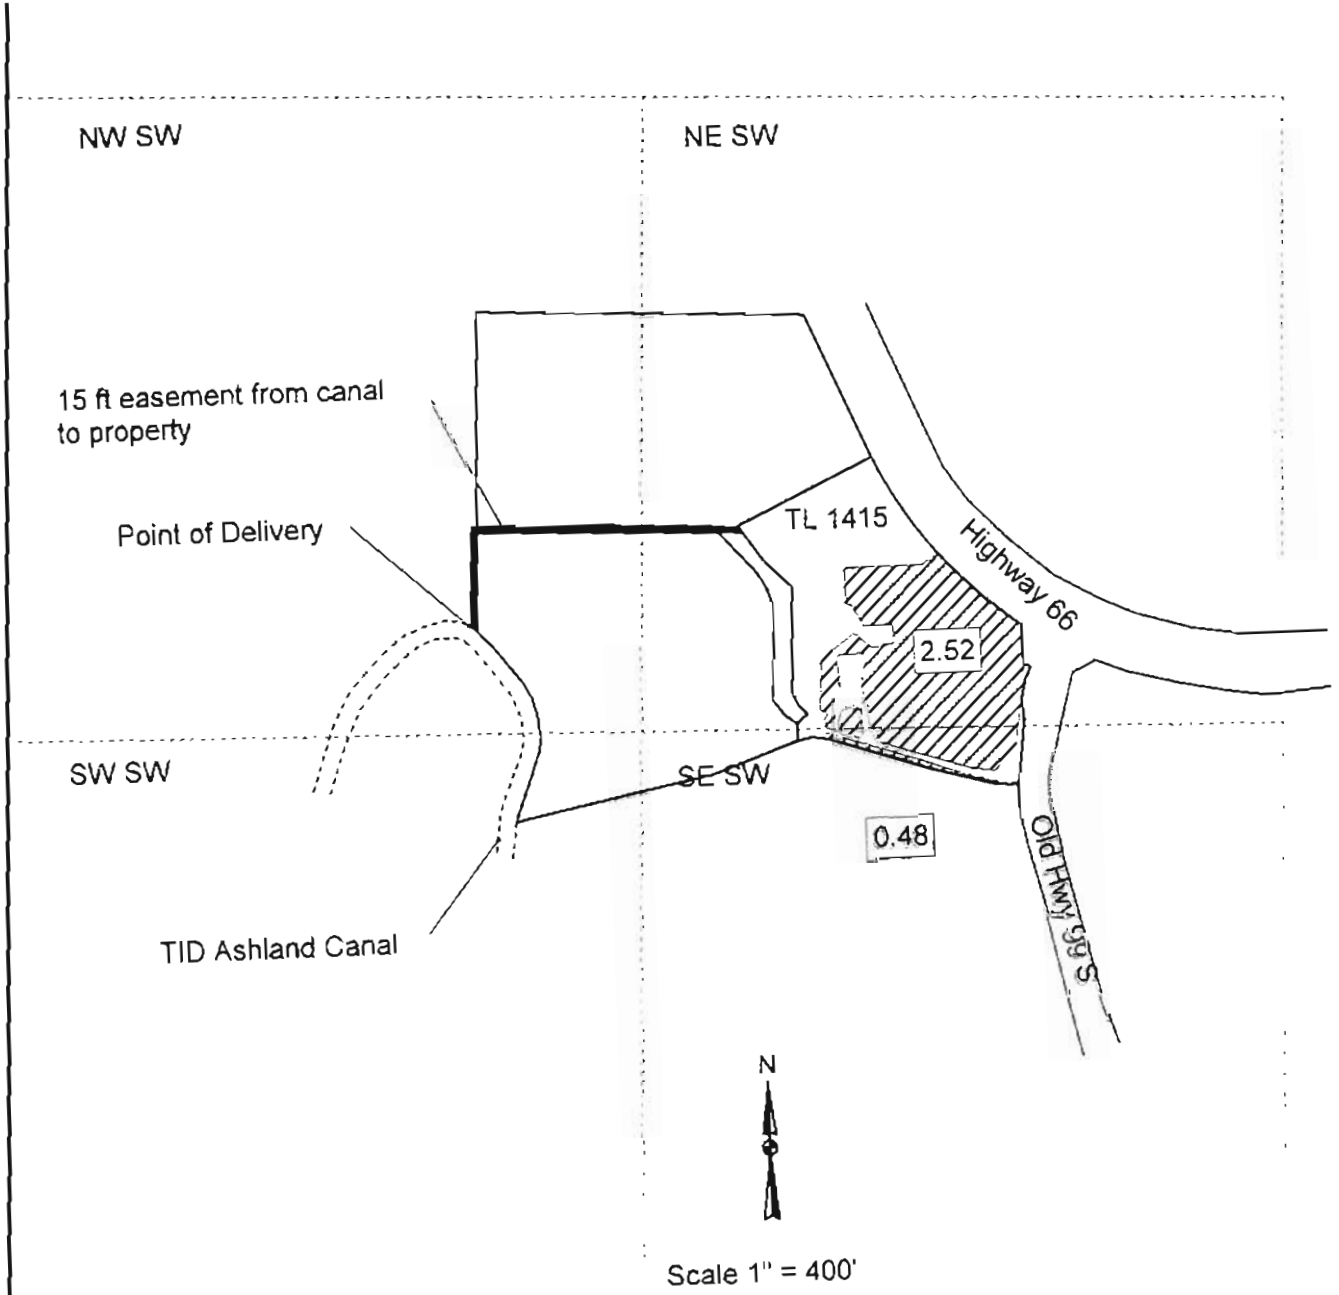 NW SW
NE SW
15 ft easement from canal
to property
Point of Delivery
TL 1415
Highway 66
2.52
SW SW
SE SW
0.48
Old Hwy 99 S
TID Ashland Canal
N
Scale 1" = 400'